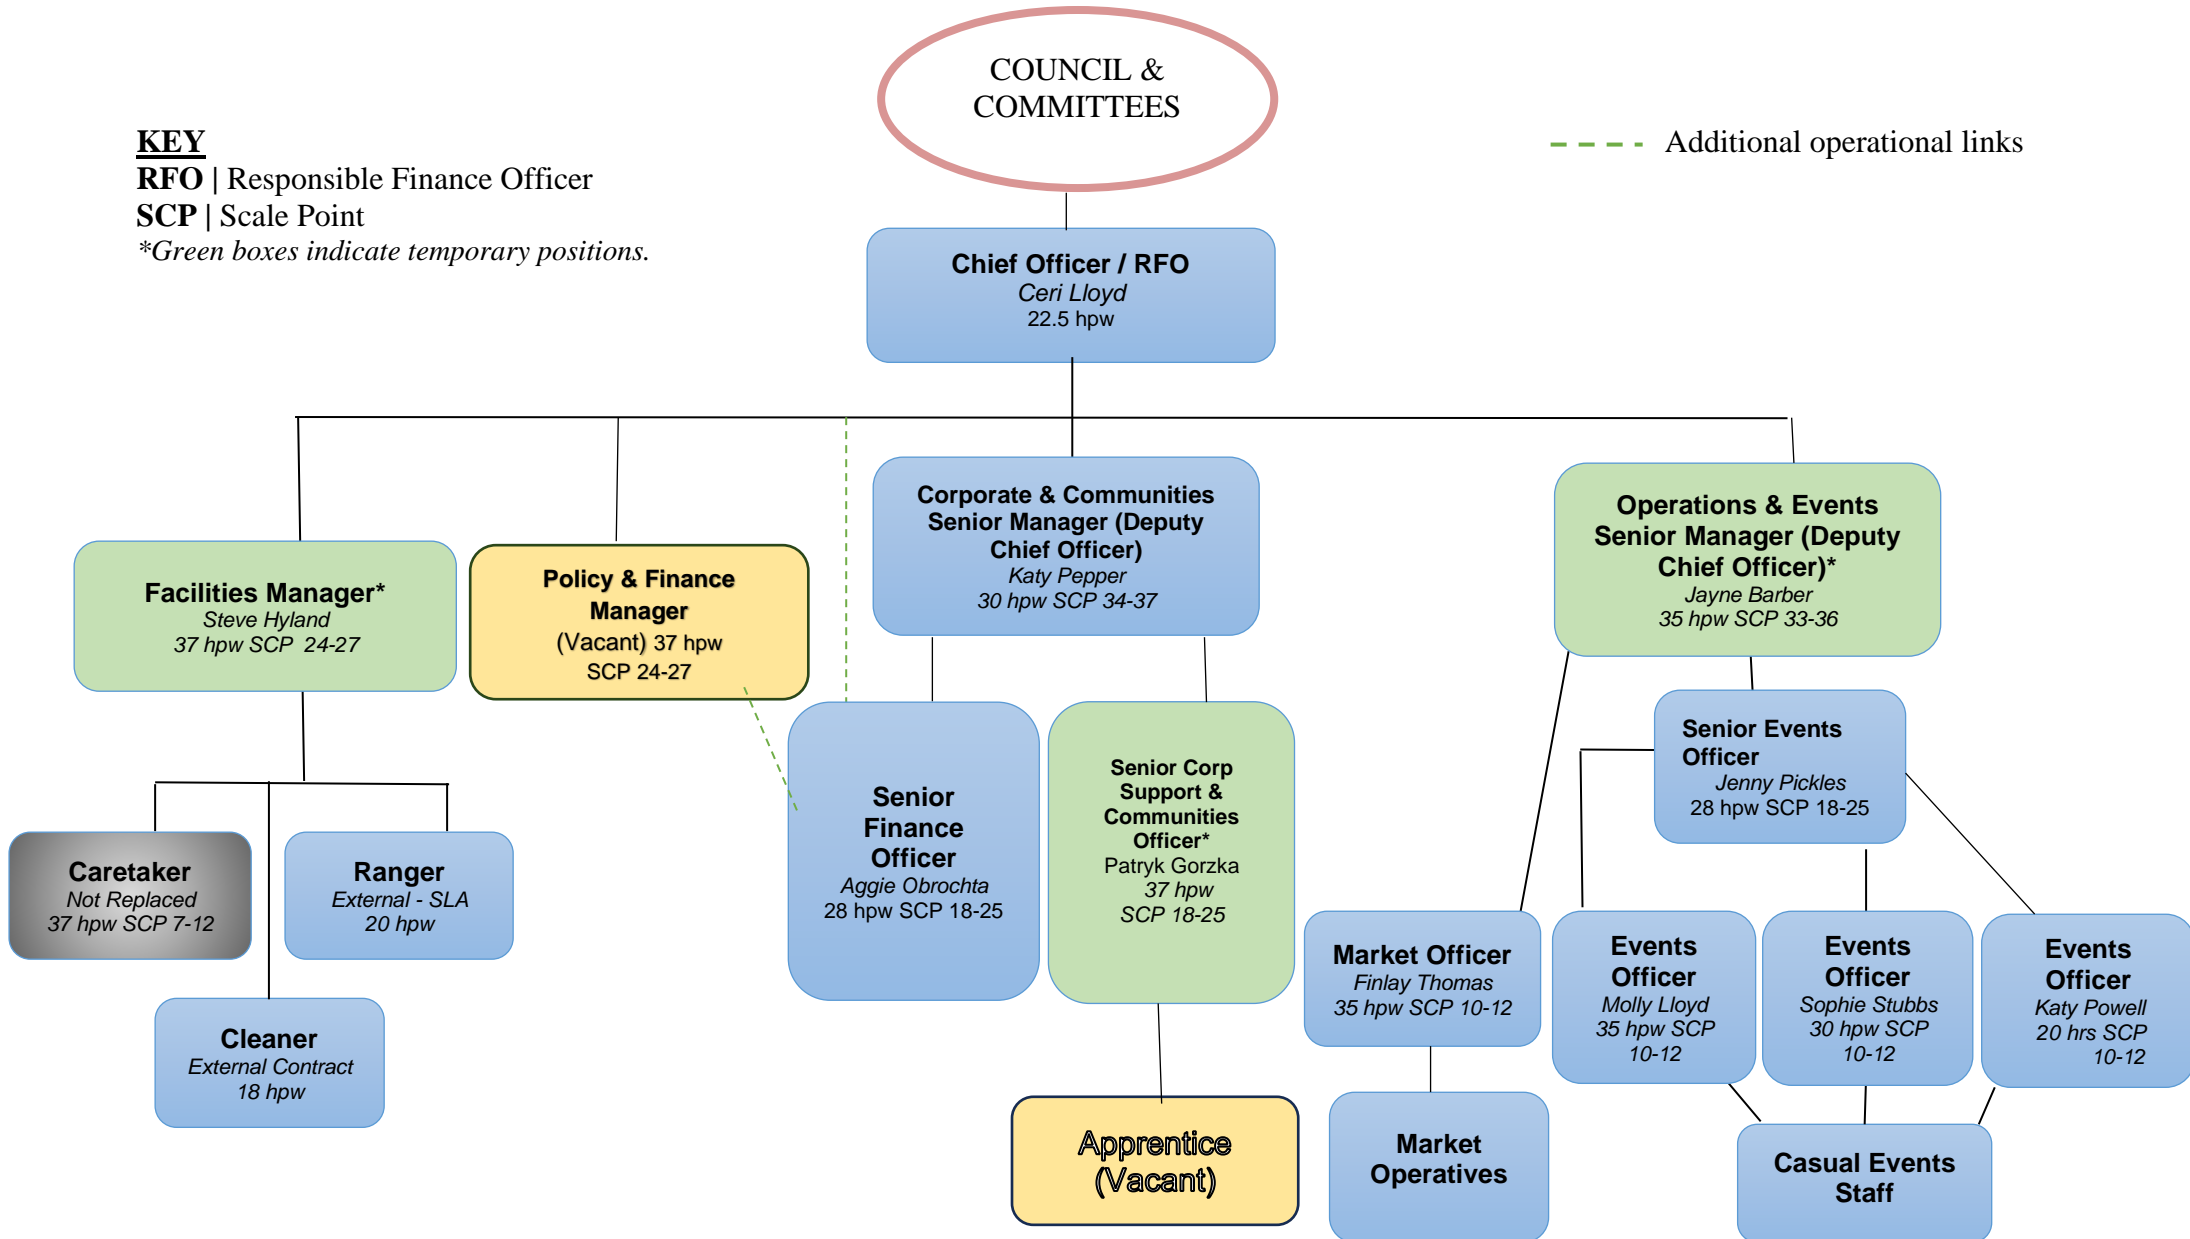 COUNCIL &
COMMITTEES
KEY
RFO | Responsible Finance Officer
SCP | Scale Point
*Green boxes indicate temporary positions.
Additional operational links
Chief Officer / RFO
Ceri Lloyd
22.5 hpw
Corporate & Communities
Senior Manager (Deputy
Chief Officer)
Katy Pepper
30 hpw SCP 34-37
Operations & Events
Senior Manager (Deputy
Chief Officer)*
Jayne Barber
35 hpw SCP 33-36
Facilities Manager*
Steve Hyland
37 hpw SCP 24-27
Policy & Finance
Manager
(Vacant) 37 hpw
SCP 24-27
Senior Events
Officer
Jenny Pickles
28 hpw SCP 18-25
Senior
Finance
Officer
Aggie Obrochta
28 hpw SCP 18-25
Senior Corp
Support &
Communities
Officer*
Patryk Gorzka
37 hpw
SCP 18-25
Caretaker
Not Replaced
37 hpw SCP 7-12
Ranger
External - SLA
20 hpw
Cleaner
External Contract
18 hpw
Market Officer
Finlay Thomas
35 hpw SCP 10-12
Events
Officer
Molly Lloyd
35 hpw SCP
10-12
Events
Officer
Sophie Stubbs
30 hpw SCP
10-12
Events
Officer
Katy Powell
20 hrs SCP
10-12
Apprentice
(Vacant)
Market
Operatives
Casual Events
Staff